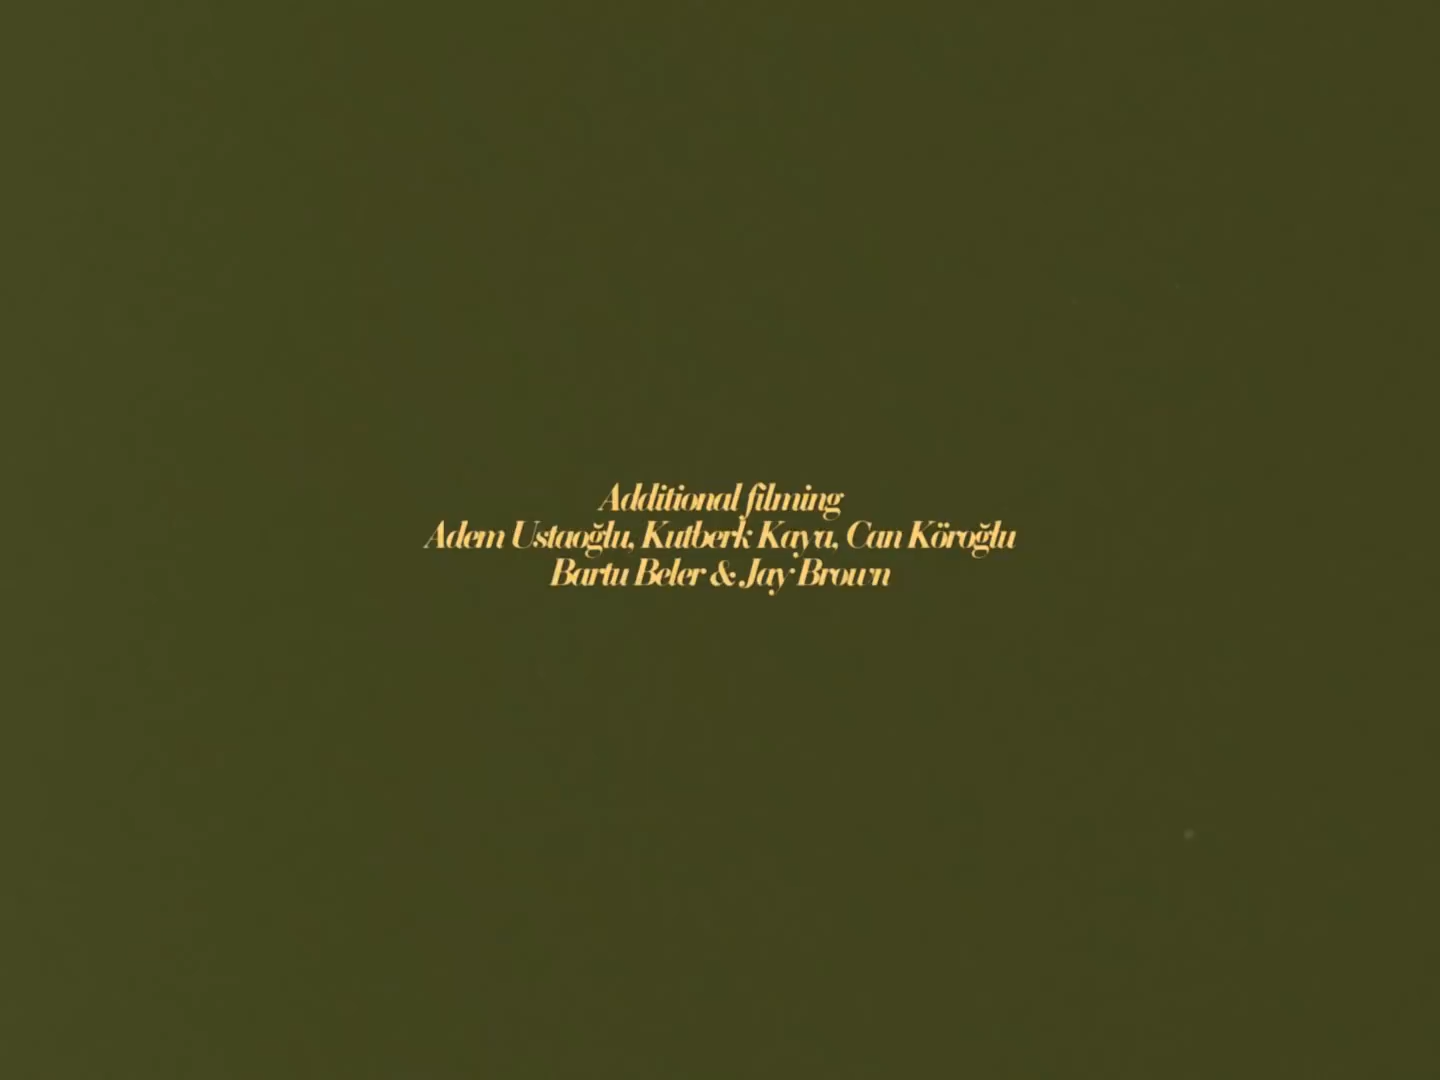 Additional filming
Adem Ustaoğlu, Kutberk Kaya, Can Köroğlu
Bartu Beler & Jay Brown